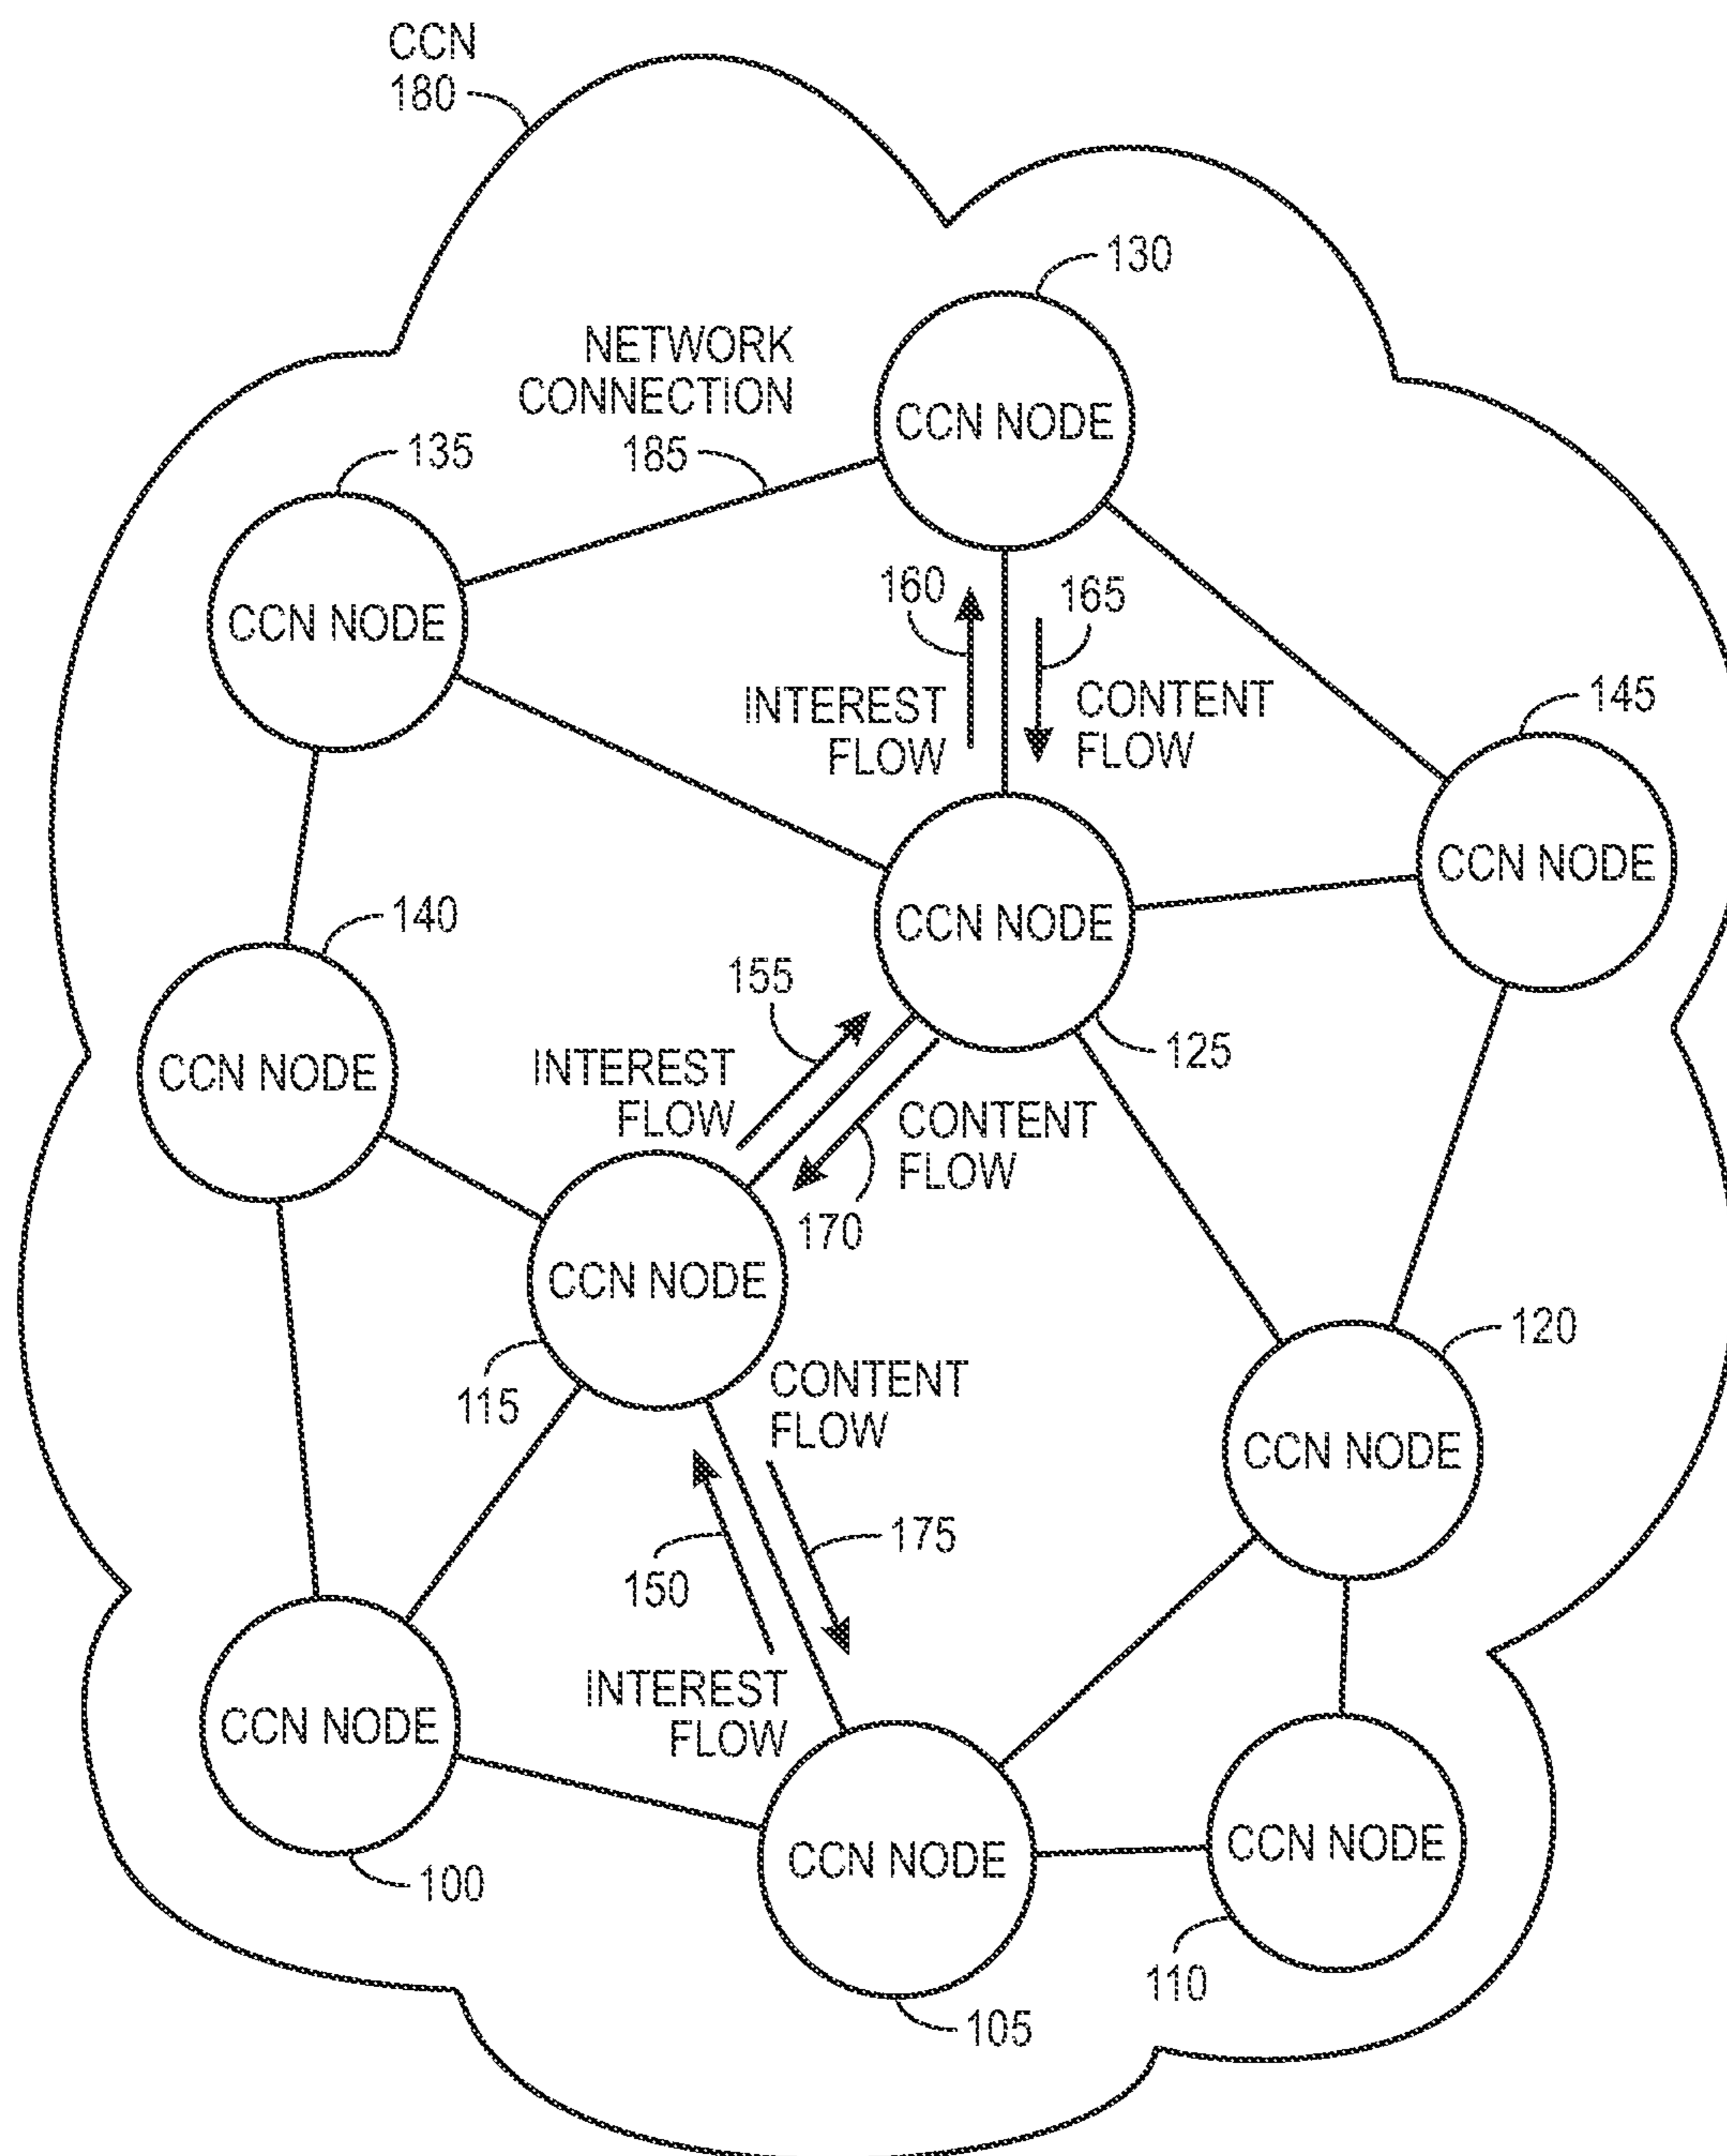 CCN
180
130
NETWORK
CONNECTION
185
CCN NODE
135
CCN NODE
160
165
INTEREST
FLOW
CONTENT
FLOW
145
CCN NODE
140
CCN NODE
155
125
CCN NODE
INTEREST
FLOW
CONTENT
FLOW
170
CCN NODE
115
120
CONTENT
FLOW
CCN NODE
175
150
INTEREST
FLOW
CCN NODE
100
CCN NODE
CCN NODE
110
105